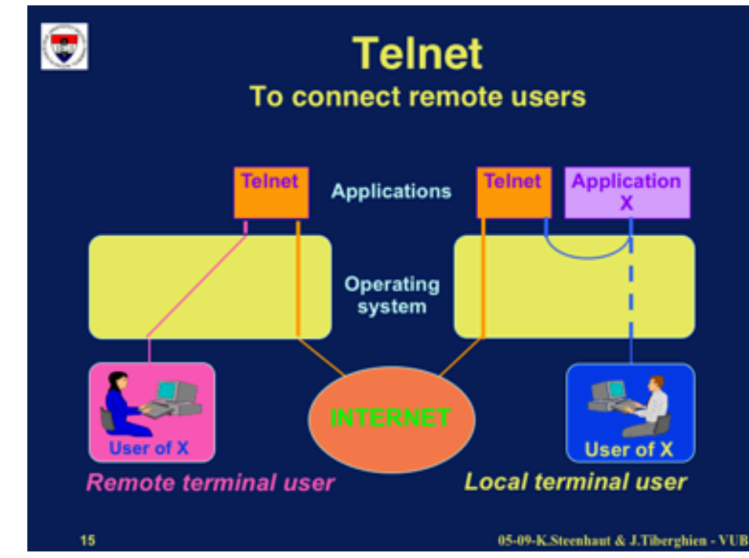 Telnet
To connect remote users
Telnet
Applications
Telnet
Application
X
Operating
system
INTERNET
User of X
User of X
Remote terminal user
Local terminal user
15
05-09-K.Steenhaut & J.Tiberghien - VUB